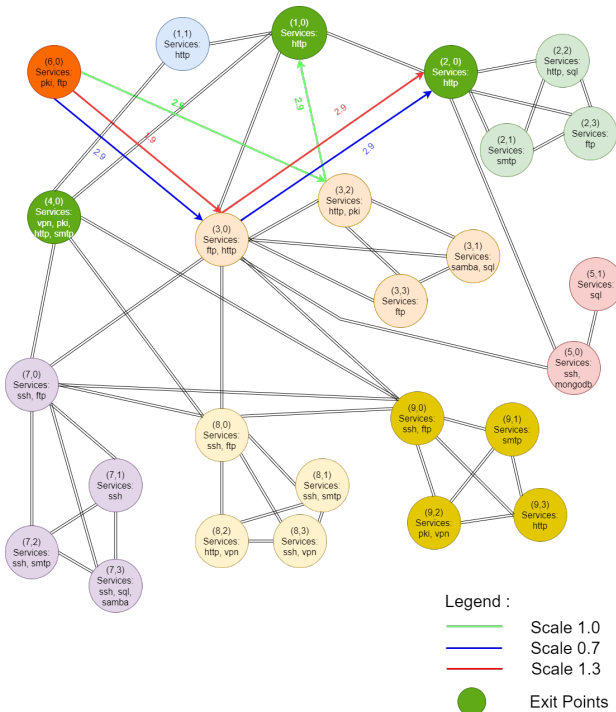 (1,0)
Services:
http
(1,1)
Services:
http
(6,0)
Services:
pki, ftp
(2, 0)
Services:
http
(2,2)
Services:
http, sql
(2,3)
Services:
ftp
(2,1)
Services:
smtp
2.9
2.9
2.9
2.9
(4,0)
Services:
vpn, pki,
http, smtp
(3,2)
Services:
http, pki
(3,0)
Services:
ftp, http
(3,1)
Services:
samba, sql
(3,3)
Services:
ftp
(5,1)
Services:
sql
(5,0)
Services:
ssh,
mongodb
(7,0)
Services:
ssh, ftp
(8,0)
Services:
ssh, ftp
(9,0)
Services:
ssh, ftp
(9,1)
Services:
smtp
(7,1)
Services:
ssh
(8,1)
Services:
ssh, smtp
(9,2)
Services:
pki, vpn
(9,3)
Services:
http
(7,2)
Services:
ssh, smtp
(8,2)
Services:
http, vpn
(8,3)
Services:
ssh, vpn
(7,3)
Services:
ssh, sql,
samba
2.9
Legend :
Scale 1.0
Scale 0.7
Scale 1.3
Exit Points